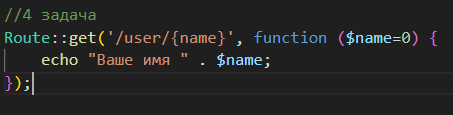 //4 задача
Route::get('/user/{name}', function ($name=0) {
    echo "Ваше имя " . $name;
});